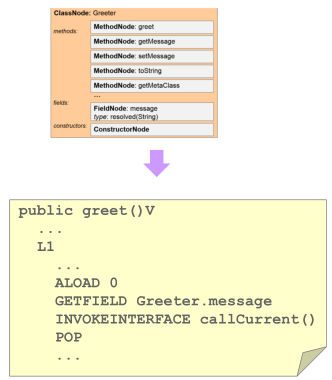 ClassNode: Greeter
methods:
MethodNode: greet
MethodNode: getMessage
MethodNode: setMessage
MethodNode: toString
MethodNode: getMetaClass
...
fields:
FieldNode: message
type: resolved(String)
constructors:
ConstructorNode
public greet()V
...
L1
...
ALOAD 0
GETFIELD Greeter.message
INVOKEINTERFACE callCurrent()
POP
...